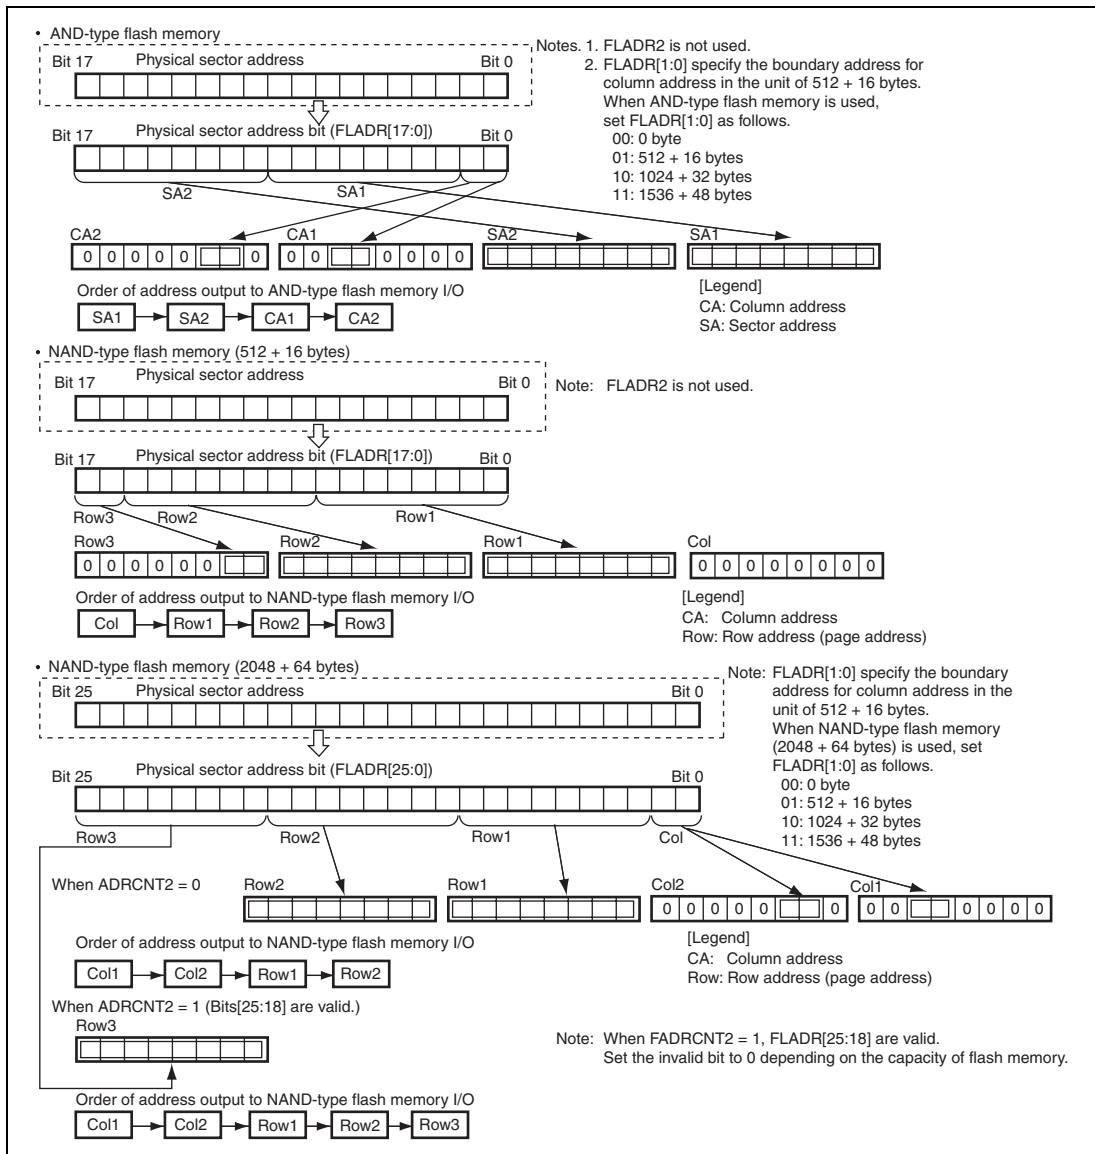 • AND-type flash memory
Bit 17 Physical sector address Bit 0
Notes. 1. FLADR2 is not used.
2. FLADR[1:0] specify the boundary address for
column address in the unit of 512 + 16 bytes.
When AND-type flash memory is used,
set FLADR[1:0] as follows.
00: 0 byte
01: 512 + 16 bytes
10: 1024 + 32 bytes
11: 1536 + 48 bytes
Bit 17 Physical sector address bit (FLADR[17:0]) Bit 0
SA2 SA1
CA2 CA1 SA2 SA1
0 0 0 0 0 0 0 0 0 0 0 0
Order of address output to AND-type flash memory I/O
SA1 SA2 CA1 CA2
[Legend]
CA: Column address
SA: Sector address
• NAND-type flash memory (512 + 16 bytes)
Bit 17 Physical sector address Bit 0
Note: FLADR2 is not used.
Bit 17 Physical sector address bit (FLADR[17:0]) Bit 0
Row3 Row2 Row1
Row3 Row2 Row1 Col
0 0 0 0 0 0 0 0 0 0 0 0 0 0
Order of address output to NAND-type flash memory I/O
Col Row1 Row2 Row3
[Legend]
CA: Column address
Row: Row address (page address)
• NAND-type flash memory (2048 + 64 bytes)
Bit 25 Physical sector address Bit 0
Note: FLADR[1:0] specify the boundary
address for column address in the
unit of 512 + 16 bytes.
When NAND-type flash memory
(2048 + 64 bytes) is used, set
FLADR[1:0] as follows.
00: 0 byte
01: 512 + 16 bytes
10: 1024 + 32 bytes
11: 1536 + 48 bytes
Bit 25 Physical sector address bit (FLADR[25:0]) Bit 0
Row3 Row2 Row1 Col
When ADRCNT2 = 0
Row2 Row1 Col2 Col1
0 0 0 0 0 0 0 0 0 0 0 0
Order of address output to NAND-type flash memory I/O
Col1 Col2 Row1 Row2
[Legend]
CA: Column address
Row: Row address (page address)
When ADRCNT2 = 1 (Bits[25:18] are valid.)
Row3
Note: When FADRCNT2 = 1, FLADR[25:18] are valid.
Set the invalid bit to 0 depending on the capacity of flash memory.
Order of address output to NAND-type flash memory I/O
Col1 Col2 Row1 Row2 Row3